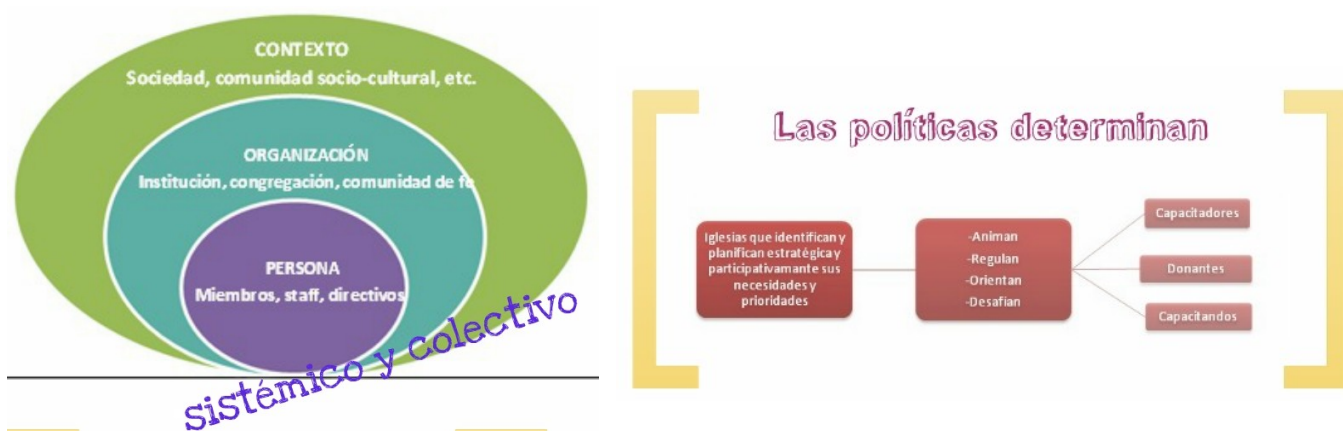 CONTEXTO
Sociedad, comunidad socio-cultural, etc.
ORGANIZACIÓN
Institución, congregación, comunidad de fe
PERSONA
Miembros, staff, directivos
sistémico y colectivo
Las políticas determinan
Iglesias que identifican y
planifican estratégica y
participativamante sus
necesidades y
prioridades
-Animan
-Regulan
-Orientan
-Desafían
Capacitadores
Donantes
Capacitandos